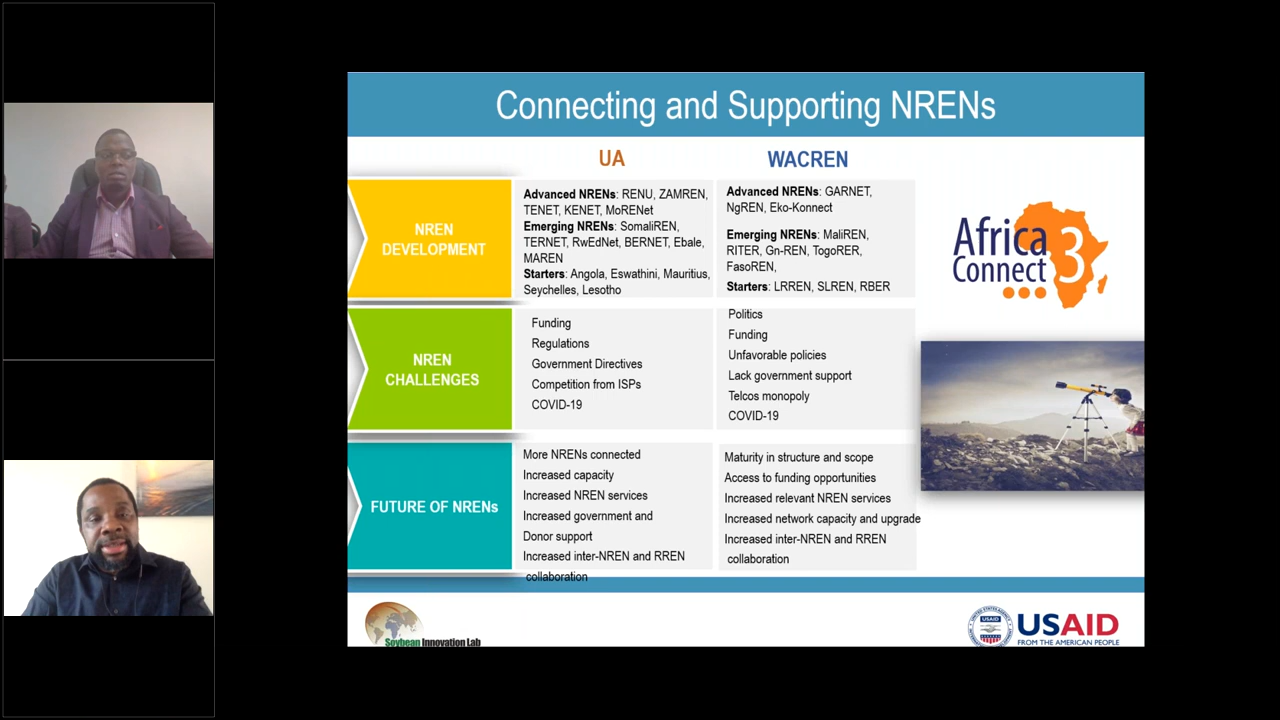 Connecting and Supporting NRENs
UA
WACREN
NREN
DEVELOPMENT
Advanced NRENs: RENU, ZAMREN,
TENET, KENET, MoRENet
Emerging NRENs: SomaliREN,
TERNET, RwEdNet, BERNET, Ebale,
MAREN
Starters: Angola, Eswathini, Mauritius,
Seychelles, Lesotho
Advanced NRENs: GARNET,
NgREN, Eko-Konnect
Emerging NRENs: MaliREN,
RITER, Gn-REN, TogoRER,
FasoREN,
Starters: LRREN, SLREN, RBER
Africa
Connect 3
NREN
CHALLENGES
Funding
Regulations
Government Directives
Competition from ISPs
COVID-19
Politics
Funding
Unfavorable policies
Lack government support
Telcos monopoly
COVID-19
FUTURE OF NRENs
More NRENs connected
Increased capacity
Increased NREN services
Increased government and
Donor support
Increased inter-NREN and RREN
collaboration
Maturity in structure and scope
Access to funding opportunities
Increased relevant NREN services
Increased network capacity and upgrade
Increased inter-NREN and RREN
collaboration
Soybean Innovation Lab
USAID
USAID
FROM THE AMERICAN PEOPLE